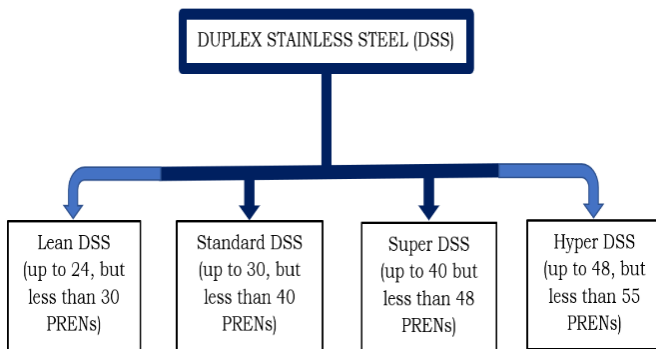 DUPLEX STAINLESS STEEL (DSS)
Lean DSS
(up to 24, but
less than 30
PRENs)
Standard DSS
(up to 30, but
less than 40
PRENs)
Super DSS
(up to 40 but
less than 48
PRENs)
Hyper DSS
(up to 48, but
less than 55
PRENs)